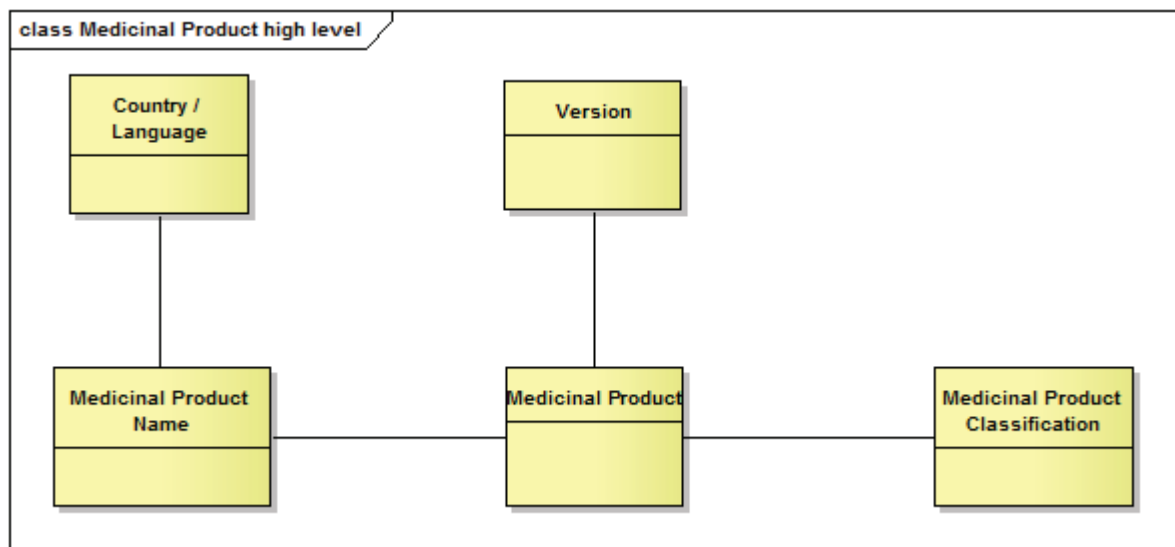 class Medicinal Product high level
Country /
Language
Version
Medicinal Product
Name
Medicinal Product
Medicinal Product
Classification